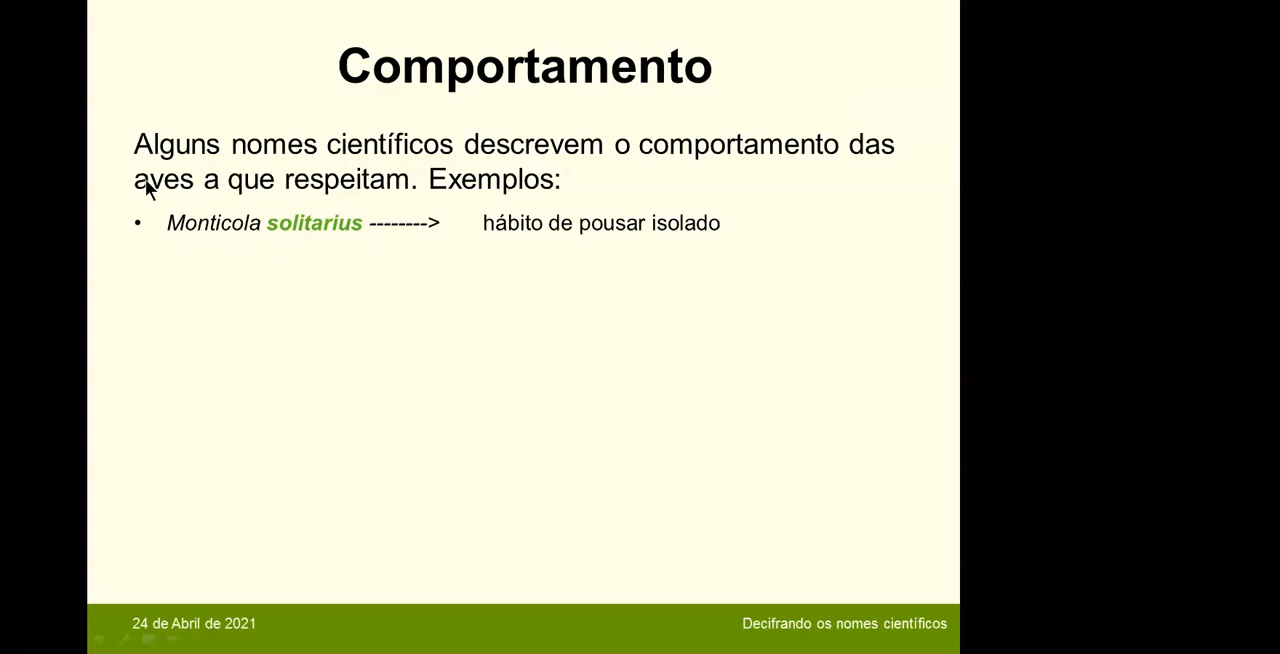 Comportamento
Alguns nomes científicos descrevem o comportamento das
aves a que respeitam. Exemplos:
• Monticola solitarius --------> hábito de pousar isolado
24 de Abril de 2021
Decifrando os nomes científicos